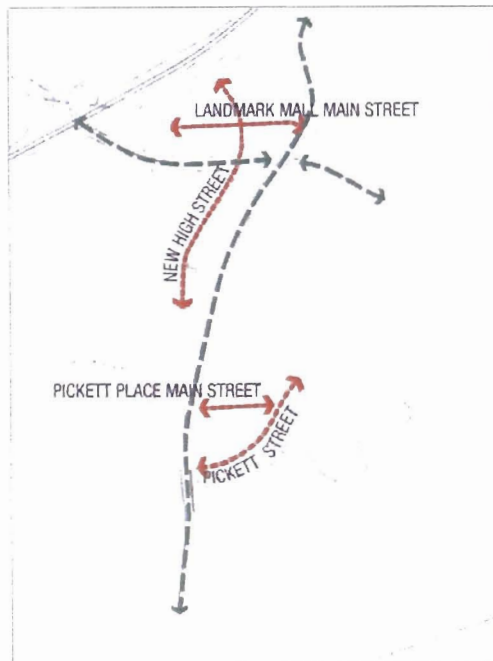 LANDMARK MALL MAIN STREET
NEW HIGH STREET
PICKETT PLACE MAIN STREET
PICKETT STREET